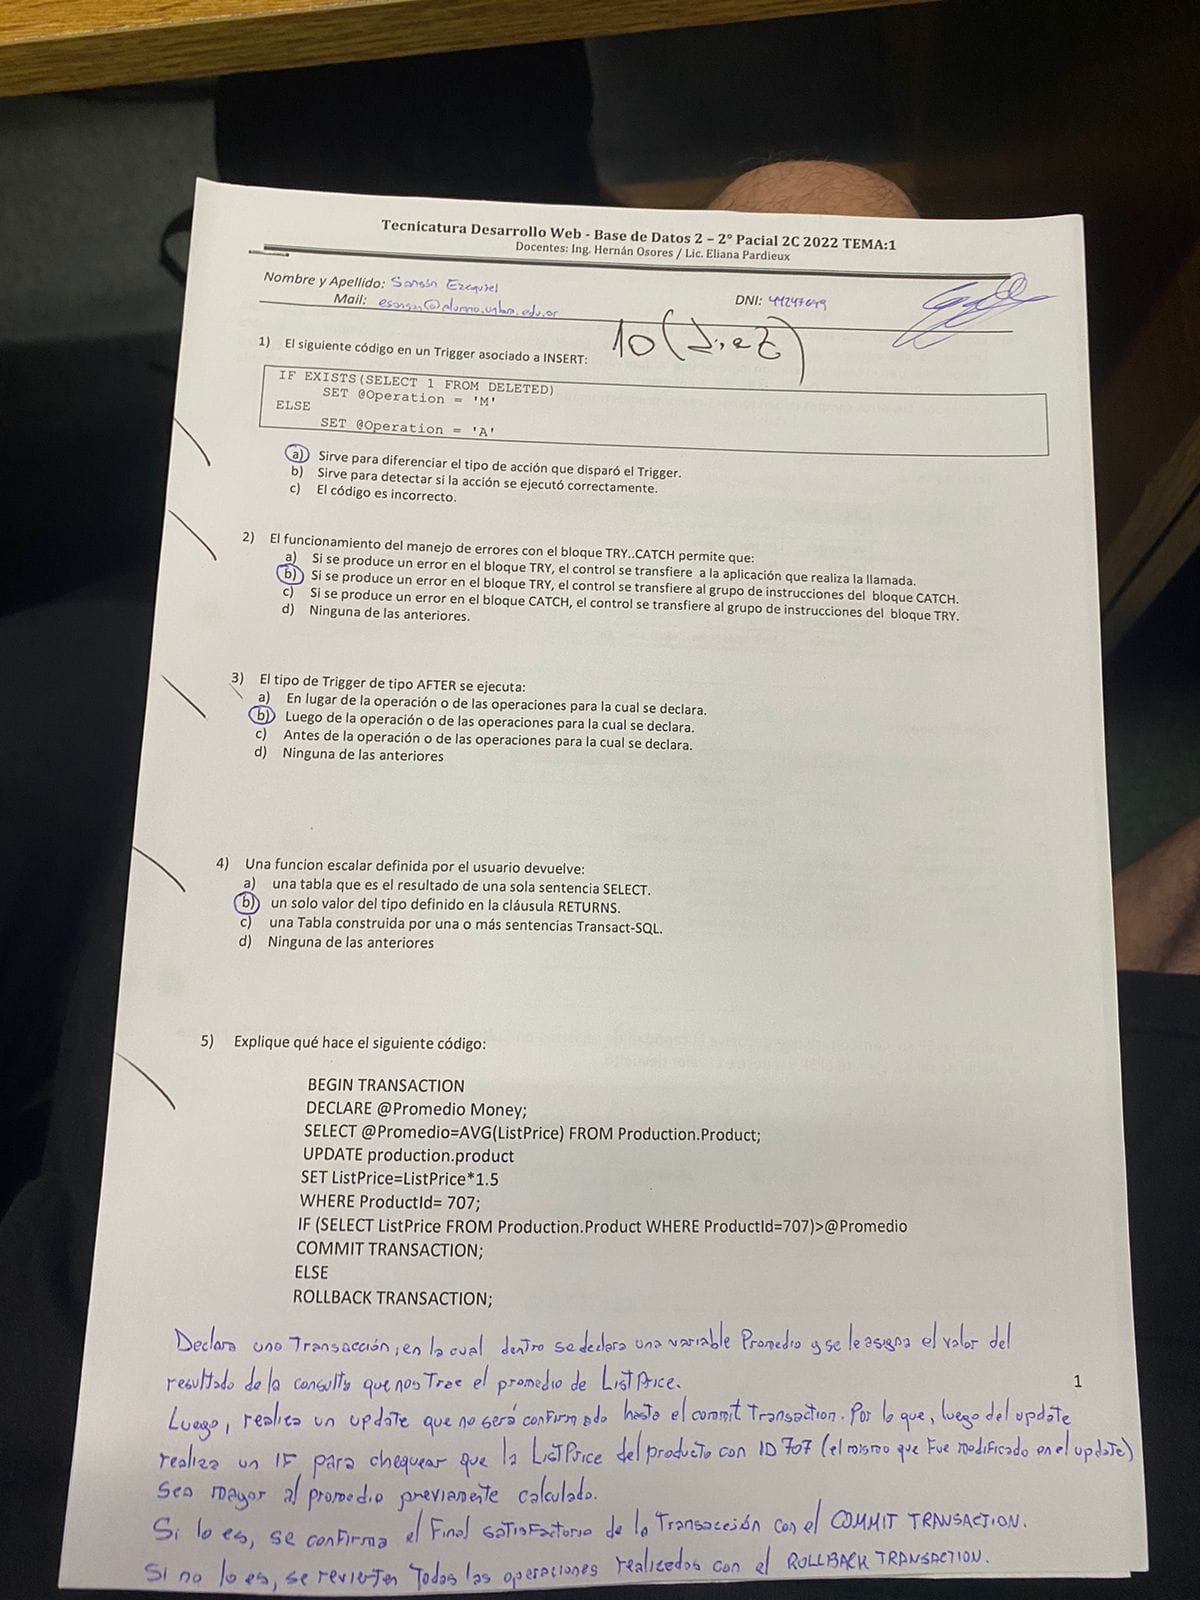 Tecnicatura Desarrollo Web - Base de Datos 2 – 2° Pacial 2C 2022 TEMA:1
Docentes: Ing. Hernán Osores / Lic. Eliana Pardieux
Nombre y Apellido: Ezequiel
Mail:
DNI:
10 (Diez)
1) El siguiente código en un Trigger asociado a INSERT:
IF EXISTS(SELECT 1 FROM DELETED)
SET @Operation = 'M'
ELSE
SET @Operation = 'A'
a) Sirve para diferenciar el tipo de acción que disparó el Trigger.
b) Sirve para detectar si la acción se ejecutó correctamente.
c) El código es incorrecto.
2) El funcionamiento del manejo de errores con el bloque TRY..CATCH permite que:
a) Si se produce un error en el bloque TRY, el control se transfiere a la aplicación que realiza la llamada.
b) Si se produce un error en el bloque TRY, el control se transfiere al grupo de instrucciones del bloque CATCH.
c) Si se produce un error en el bloque CATCH, el control se transfiere al grupo de instrucciones del bloque TRY.
d) Ninguna de las anteriores.
3) El tipo de Trigger de tipo AFTER se ejecuta:
a) En lugar de la operación o de las operaciones para la cual se declara.
b) Luego de la operación o de las operaciones para la cual se declara.
c) Antes de la operación o de las operaciones para la cual se declara.
d) Ninguna de las anteriores
4) Una funcion escalar definida por el usuario devuelve:
a) una tabla que es el resultado de una sola sentencia SELECT.
b) un solo valor del tipo definido en la cláusula RETURNS.
c) una Tabla construida por una o más sentencias Transact-SQL.
d) Ninguna de las anteriores
5) Explique qué hace el siguiente código:
BEGIN TRANSACTION
DECLARE @Promedio Money;
SELECT @Promedio=AVG(ListPrice) FROM Production.Product;
UPDATE production.product
SET ListPrice=ListPrice*1.5
WHERE ProductId= 707;
IF (SELECT ListPrice FROM Production.Product WHERE ProductId=707)>@Promedio
COMMIT TRANSACTION;
ELSE
ROLLBACK TRANSACTION;
Declara una Transacción, en la cual dentro se declara una variable Promedio y se le asigna el valor del
resultado de la consulta que nos Trae el promedio de ListPrice.
1
Luego, realiza un update que no será confirmado hasta el commit Transaction. Por lo que, luego del update
realiza un IF para chequear que la ListPrice del producto con ID 707 (el mismo que fue modificado en el update)
sea mayor al promedio previamente calculado.
Si lo es, se confirma el Final satisfactorio de la Transacción con el COMMIT TRANSACTION.
Si no lo es, se revierten Todas las operaciones realizadas con el ROLLBACK TRANSACTION.